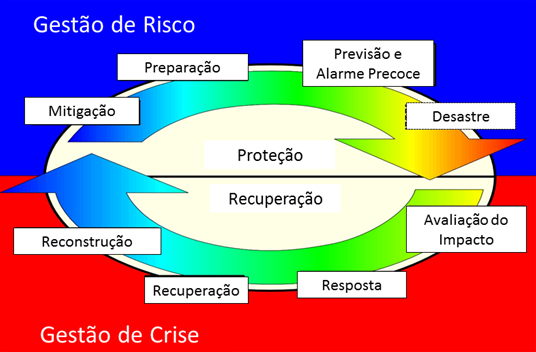 Gestão de Risco
Previsão e
Alarme Precoce
Preparação
Mitigação
Desastre
Proteção
Recuperação
Avaliação do
Impacto
Reconstrução
Resposta
Recuperação
Gestão de Crise